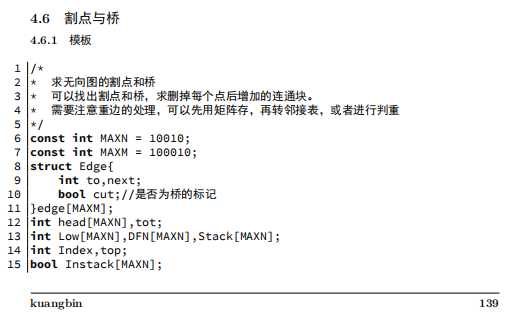 4.6 割点与桥
4.6.1 模板
1 /*
2 * 求无向图的割点和桥
3 * 可以找出割点和桥，求删掉每个点后增加的连通块。
4 * 需要注意重边的处理，可以先用矩阵存，再转邻接表，或者进行判重
5 */
6 const int MAXN = 10010;
7 const int MAXM = 100010;
8 struct Edge{
9 int to,next;
10 bool cut;//是否为桥的标记
11 }edge[MAXM];
12 int head[MAXN],tot;
13 int Low[MAXN],DFN[MAXN],Stack[MAXN];
14 int Index,top;
15 bool Instack[MAXN];
kuangbin 139